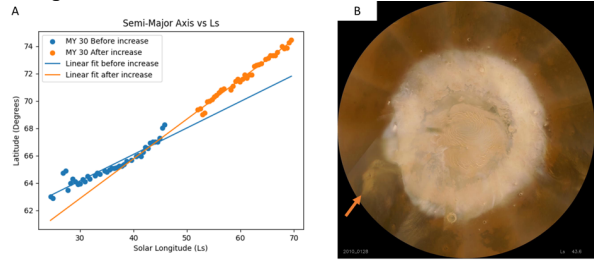 A
Semi-Major Axis vs Ls
MY 30 Before increase
MY 30 After increase
Linear fit before increase
Linear fit after increase
Latitude (Degrees)
74
72
70
68
66
64
62
30
40
50
60
70
Solar Longitude (Ls)
B
2010_0128
Ls 43.6